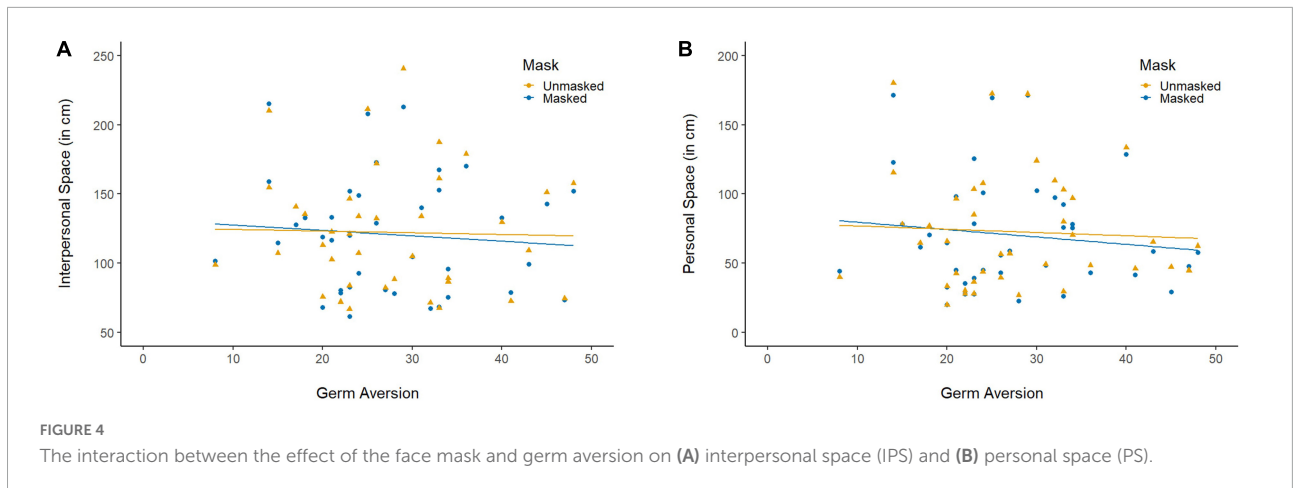 A
B
250
200
150
100
50
Interpersonal Space (in cm)
Mask
Unmasked
Masked
0 10 20 30 40 50
Germ Aversion
200
150
100
50
0
Personal Space (in cm)
Mask
Unmasked
Masked
0 10 20 30 40 50
Germ Aversion
FIGURE 4
The interaction between the effect of the face mask and germ aversion on (A) interpersonal space (IPS) and (B) personal space (PS).